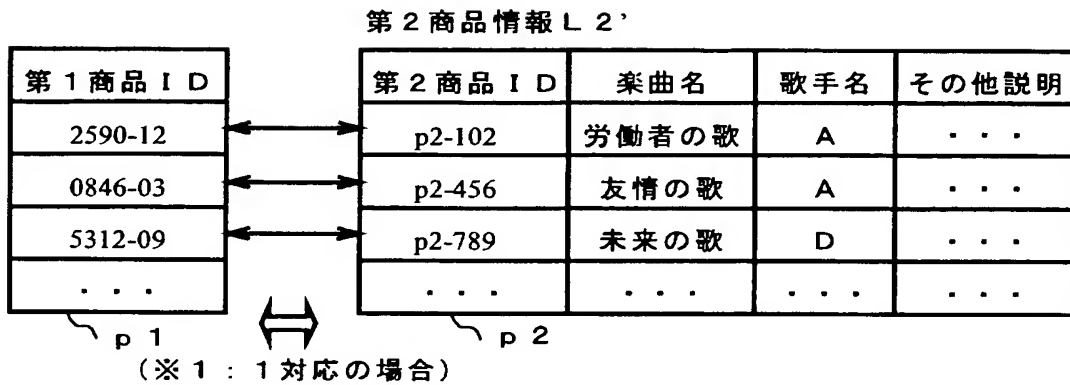 第2商品情報L2'
第1商品ID 第2商品ID 楽曲名 歌手名 その他説明
2590-12 p2-102 労働者の歌 A ・・・
0846-03 p2-456 友情の歌 A ・・・
5312-09 p2-789 未来の歌 D ・・・
・・・ ・・・ ・・・ ・・・ ・・・
p1 p2
(※1:1対応の場合)